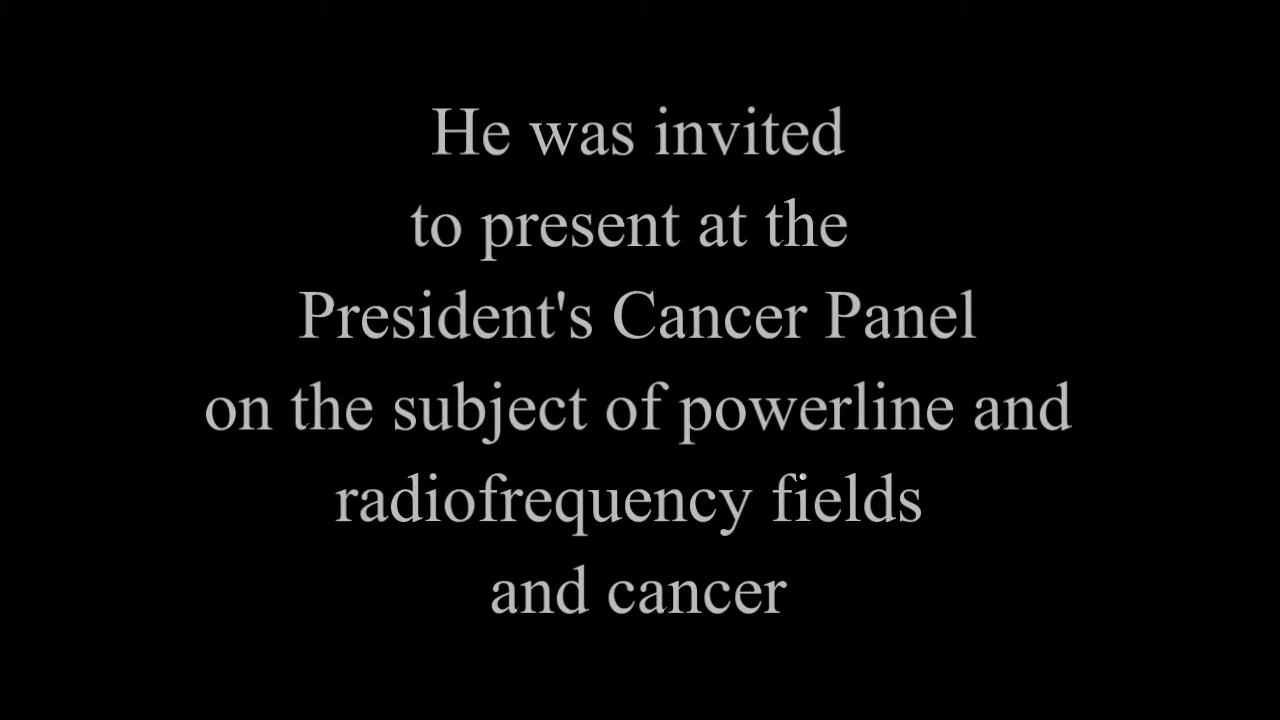 He was invited
to present at the
President's Cancer Panel
on the subject of powerline and
radiofrequency fields
and cancer